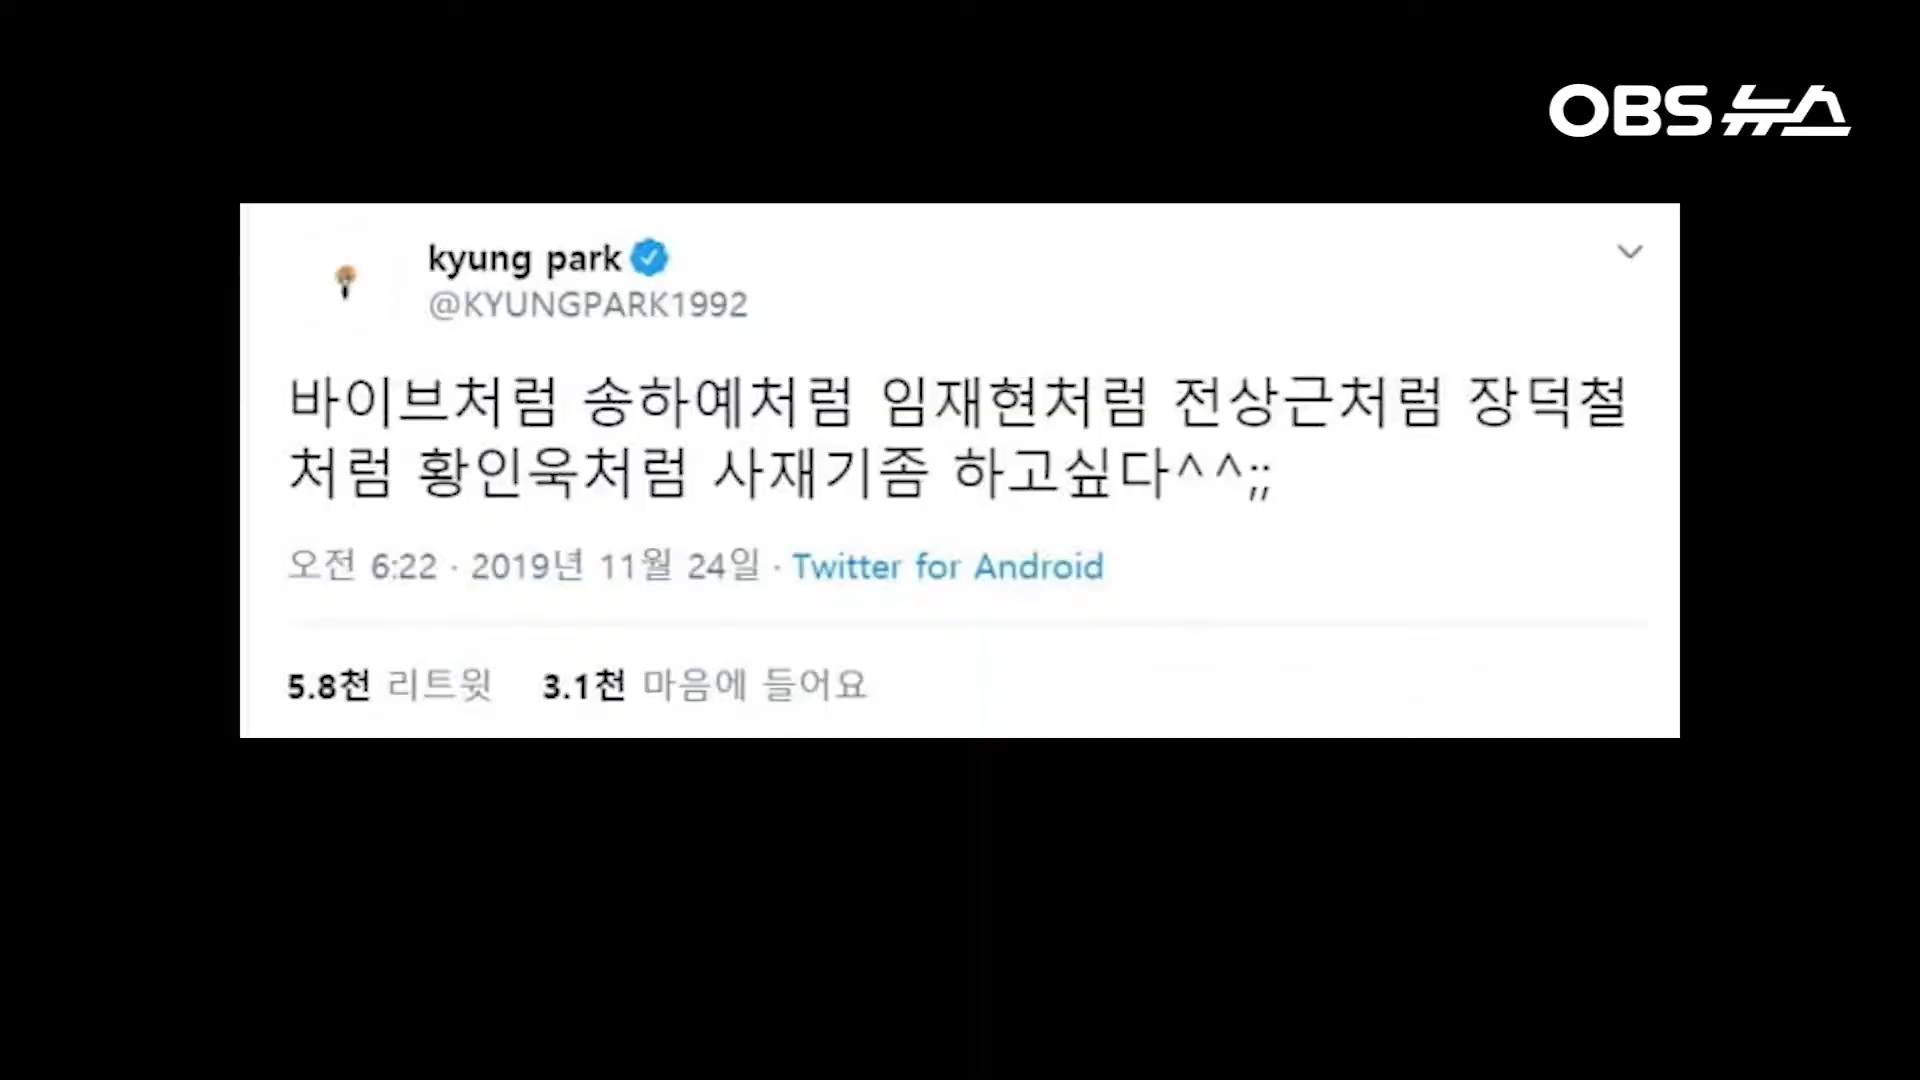 OBS 뉴스
kyung park
@KYUNGPARK1992
바이브처럼 송하예처럼 임재현처럼 전상근처럼 장덕철
처럼 황인욱처럼 사재기좀 하고싶다^^;;
오전 6:22 · 2019년 11월 24일 · Twitter for Android
5.8천 리트윗 3.1천 마음에 들어요